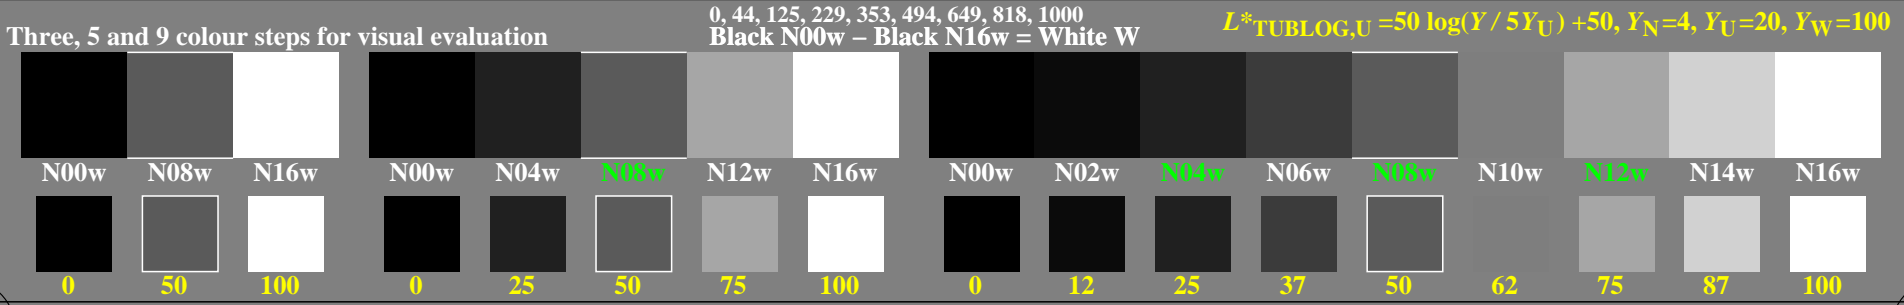 Three, 5 and 9 colour steps for visual evaluation
0, 44, 125, 229, 353, 494, 649, 818, 1000
Black N00w – Black N16w = White W
L*TUBLOG,U =50 log(Y / 5YU) +50, YN=4, YU=20, YW=100
N00w N08w N16w
N00w N04w N08w N12w N16w
N00w N02w N04w N06w N08w N10w N12w N14w N16w
0 50 100
0 25 50 75 100
0 12 25 37 50 62 75 87 100